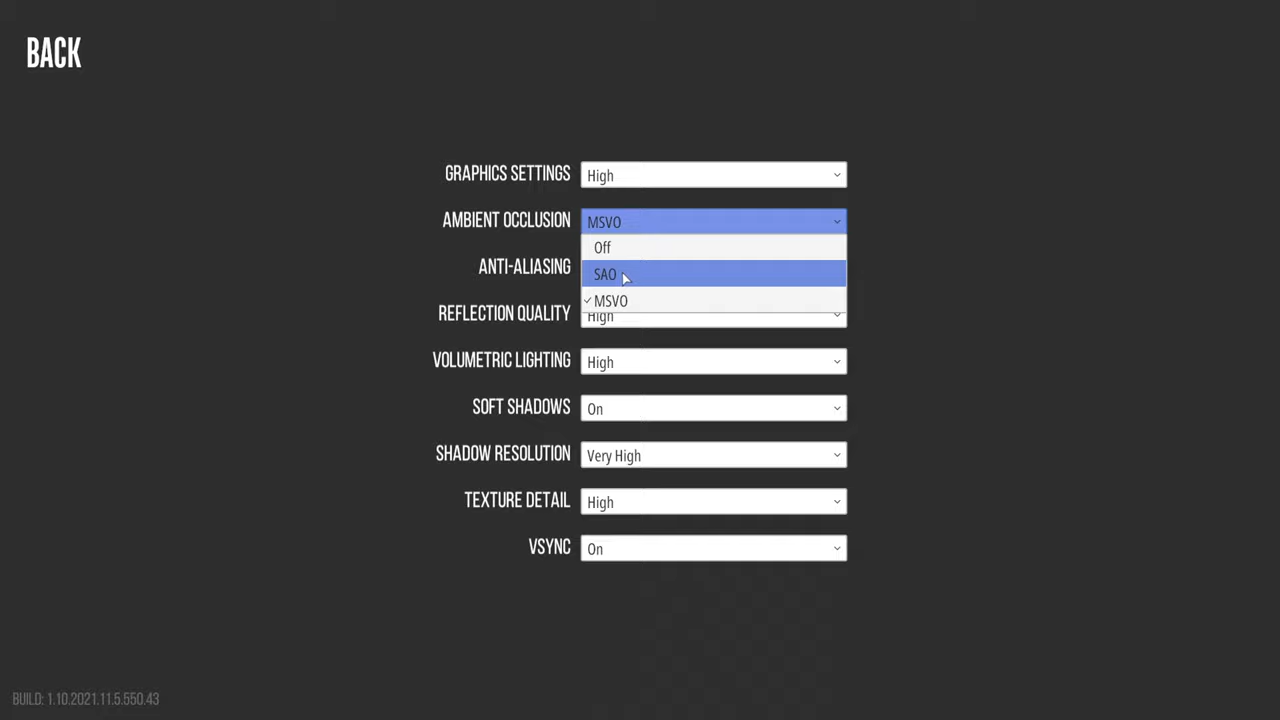 BACK
GRAPHICS SETTINGS High
AMBIENT OCCLUSION MSVO
Off
ANTI-ALIASING
SAO
MSVO
REFLECTION QUALITY High
VOLUMETRIC LIGHTING High
SOFT SHADOWS On
SHADOW RESOLUTION Very High
TEXTURE DETAIL High
VSYNC On
BUILD: 1.10.2021.11.5.550.43